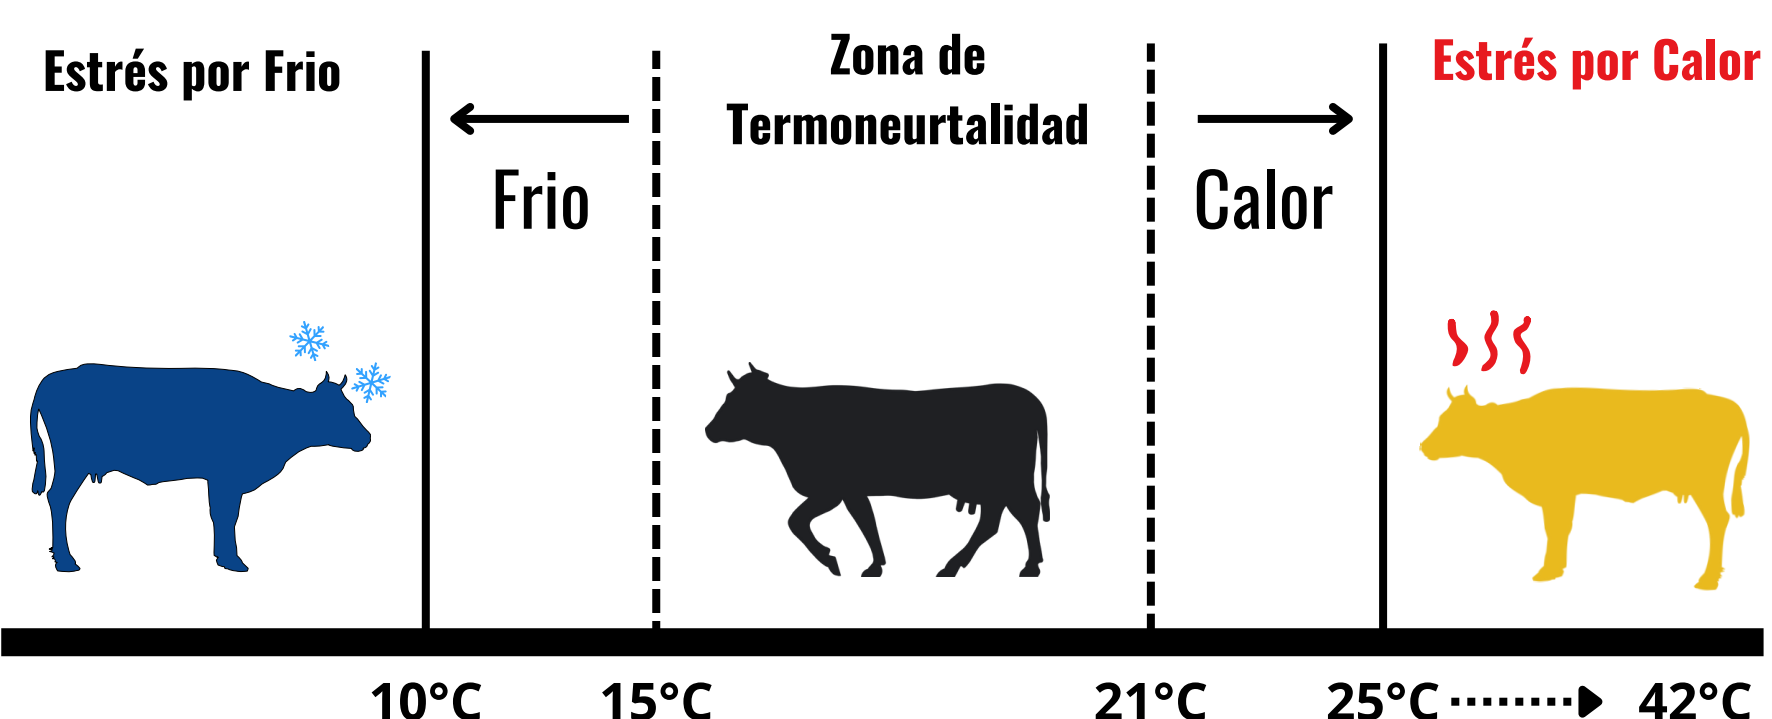 Estrés por Frio
Zona de
Termoneurtalidad
Estrés por Calor
Frio
Calor
10°C
15°C
21°C
25°C
42°C